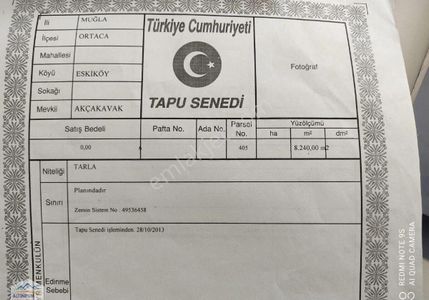 İli MUĞLA
İlçesi ORTACA
Mahallesi
Köyü ESKİKÖY
Sokağı
Mevkii AKÇAKAVAK
Türkiye Cumhuriyeti
TAPU SENEDİ
Fotoğraf
Satış Bedeli Pafta No. Ada No. Parsel No. Yüzölçümü
ha m² dm²
0,00 405 8.240,00 m2
Niteliği TARLA
Sınırı Planındadır
Zemin Sistem No : 49536458
Edinme Sebebi Tapu Senedi işleminden. 28/10/2013
REDMI NOTE 9S
AI QUAD CAMERA